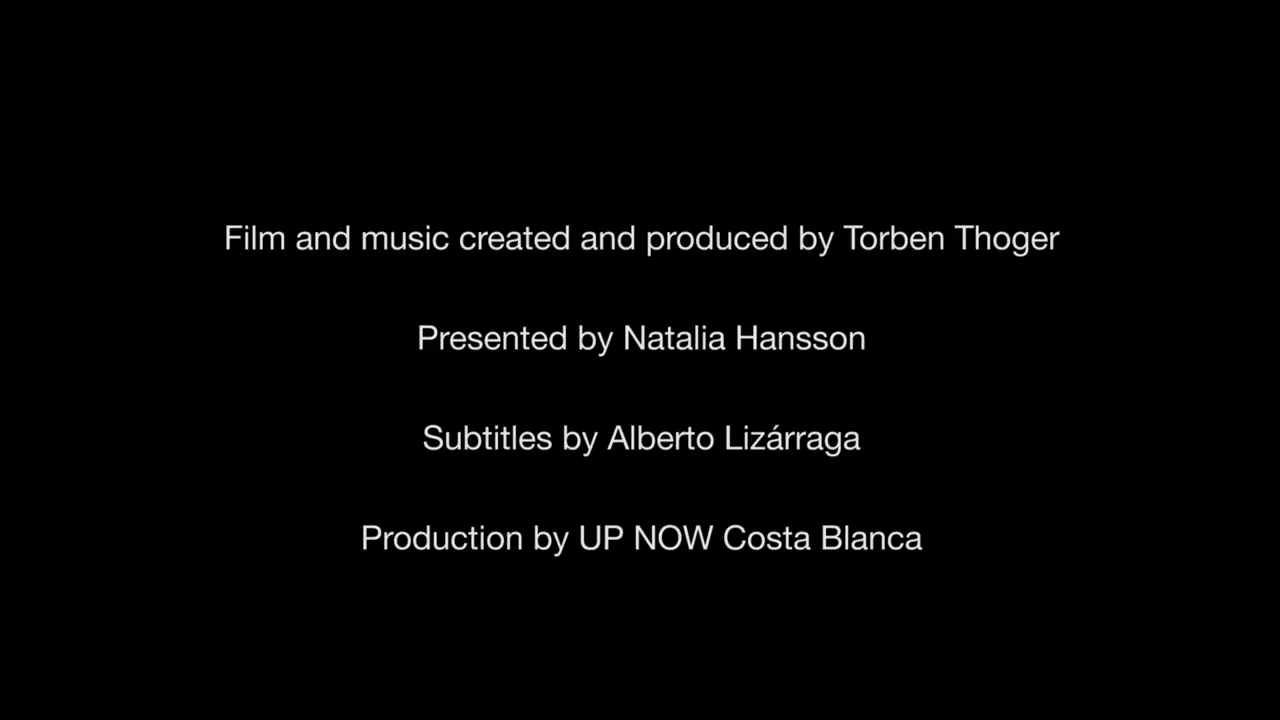 Film and music created and produced by Torben Thoger
Presented by Natalia Hansson
Subtitles by Alberto Lizárraga
Production by UP NOW Costa Blanca